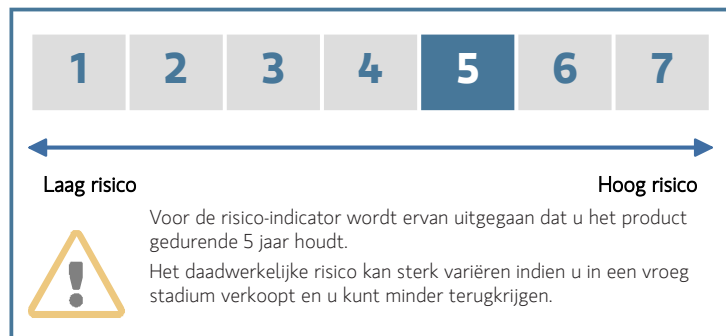 1 2 3 4 5 6 7
Laag risico Hoog risico
Voor de risico-indicator wordt ervan uitgegaan dat u het product
gedurende 5 jaar houdt.
Het daadwerkelijke risico kan sterk variëren indien u in een vroeg
stadium verkoopt en u kunt minder terugkrijgen.